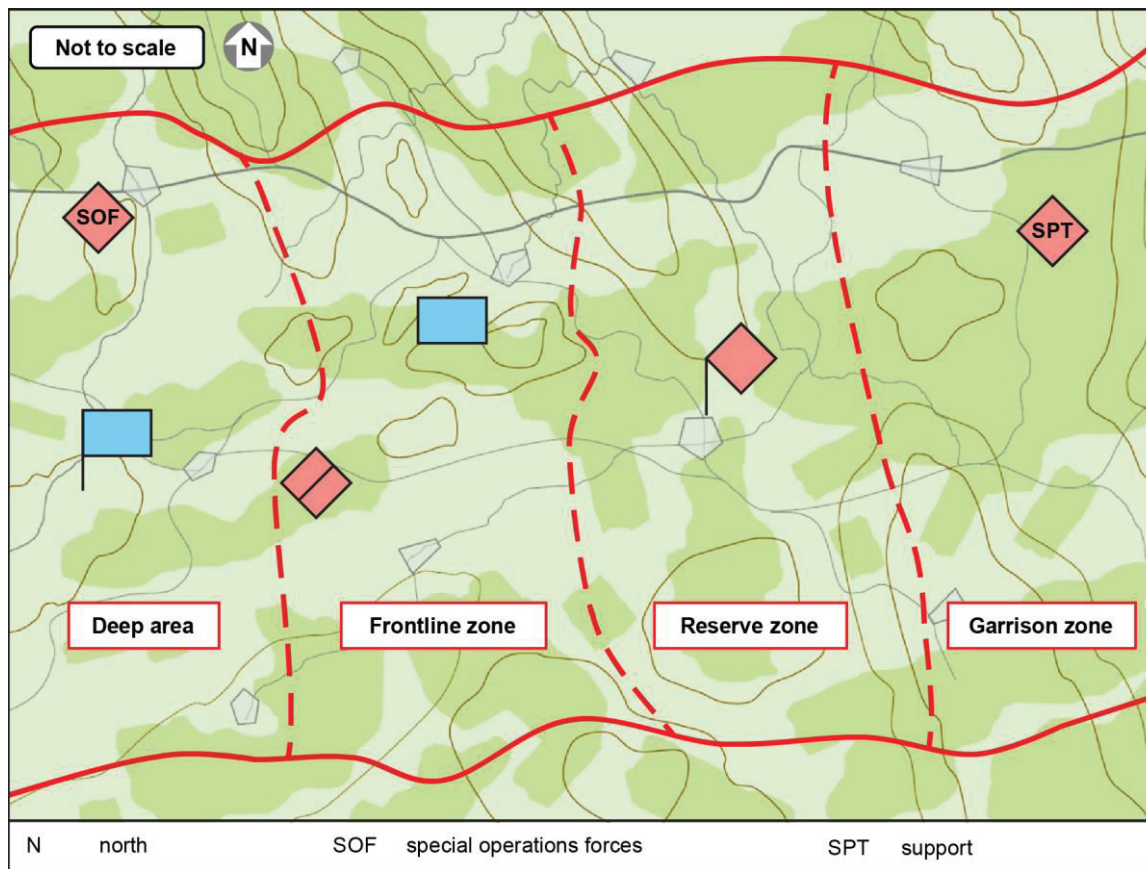 Not to scale
N
SOF
SPT
Deep area
Frontline zone
Reserve zone
Garrison zone
N north SOF special operations forces SPT support